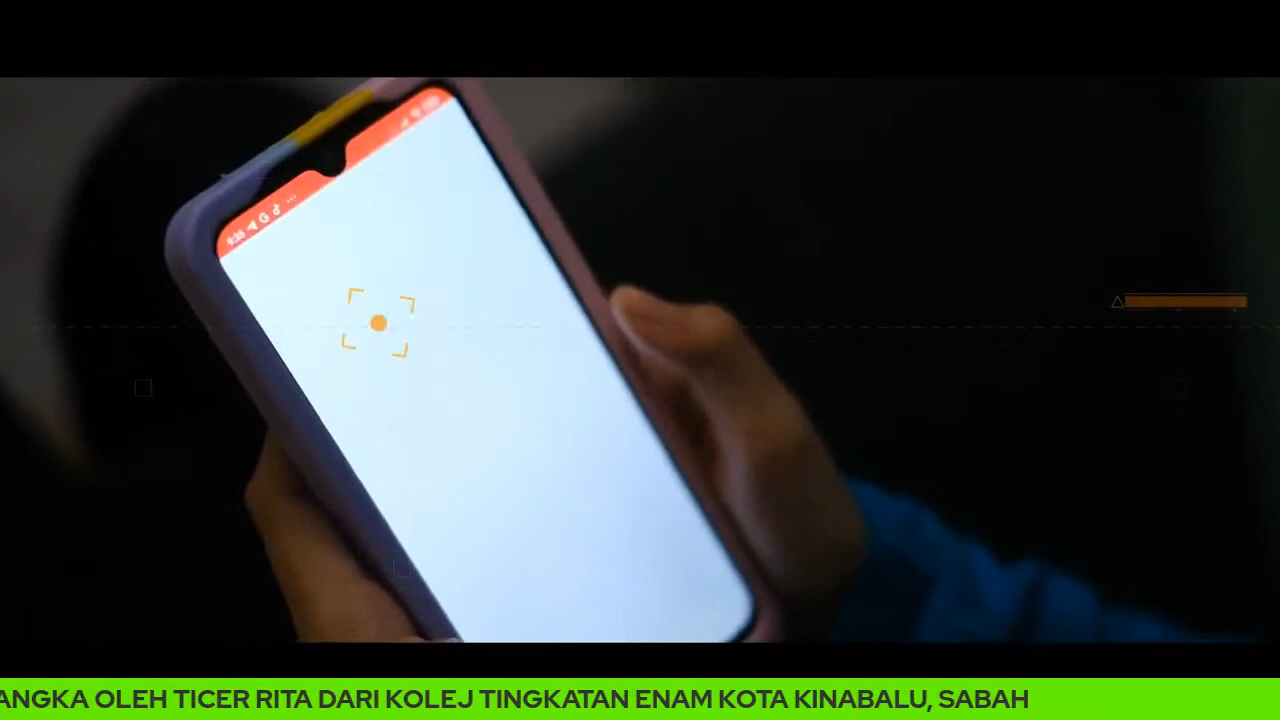 ANGKA OLEH TICER RITA DARI KOLEJ TINGKATAN ENAM KOTA KINABALU, SABAH